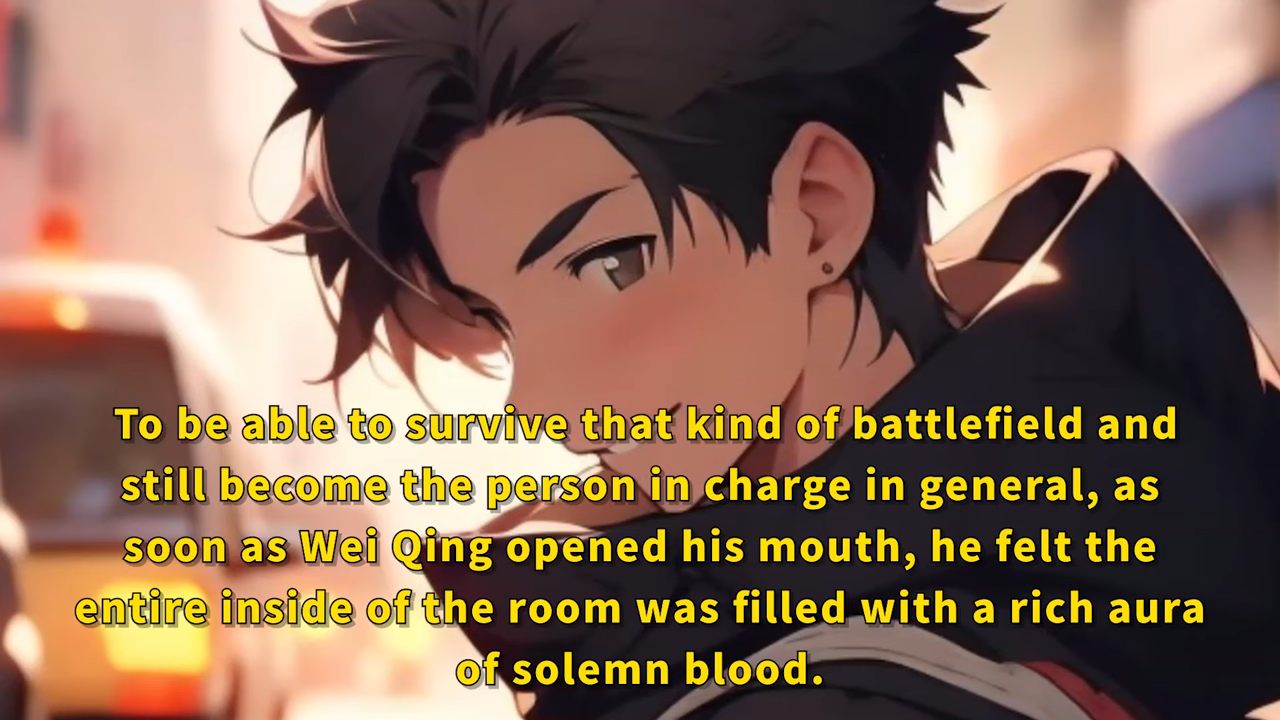 To be able to survive that kind of battlefield and
still become the person in charge in general, as
soon as Wei Qing opened his mouth, he felt the
entire inside of the room was filled with a rich aura
of solemn blood.